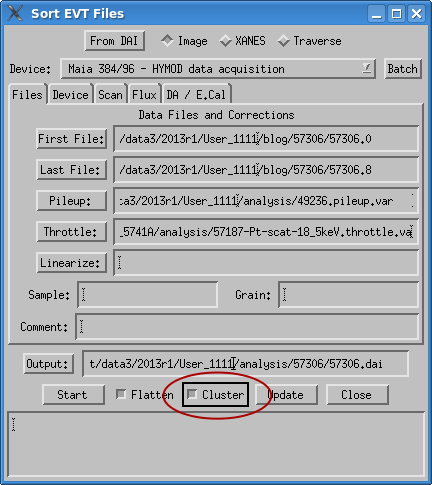 Sort EVT Files
From DAI Image XANES Traverse
Device: Maia 384/96 - HYMOD data acquisition Batch
Files Device Scan Flux DA / E.Cal
Data Files and Corrections
First File: /data3/2013r1/User_1111/blog/57306/57306.0
Last File: /data3/2013r1/User_1111/blog/57306/57306.8
Pileup: :a3/2013r1/User_1111/analysis/49236.pileup.var
Throttle: _5741A/analysis/57187-Pt-scat-18_5keV.throttle.va
Linearize:
Sample: Grain:
Comment:
Output: t/data3/2013r1/User_1111/analysis/57306/57306.dai
Start Flatten Cluster Update Close